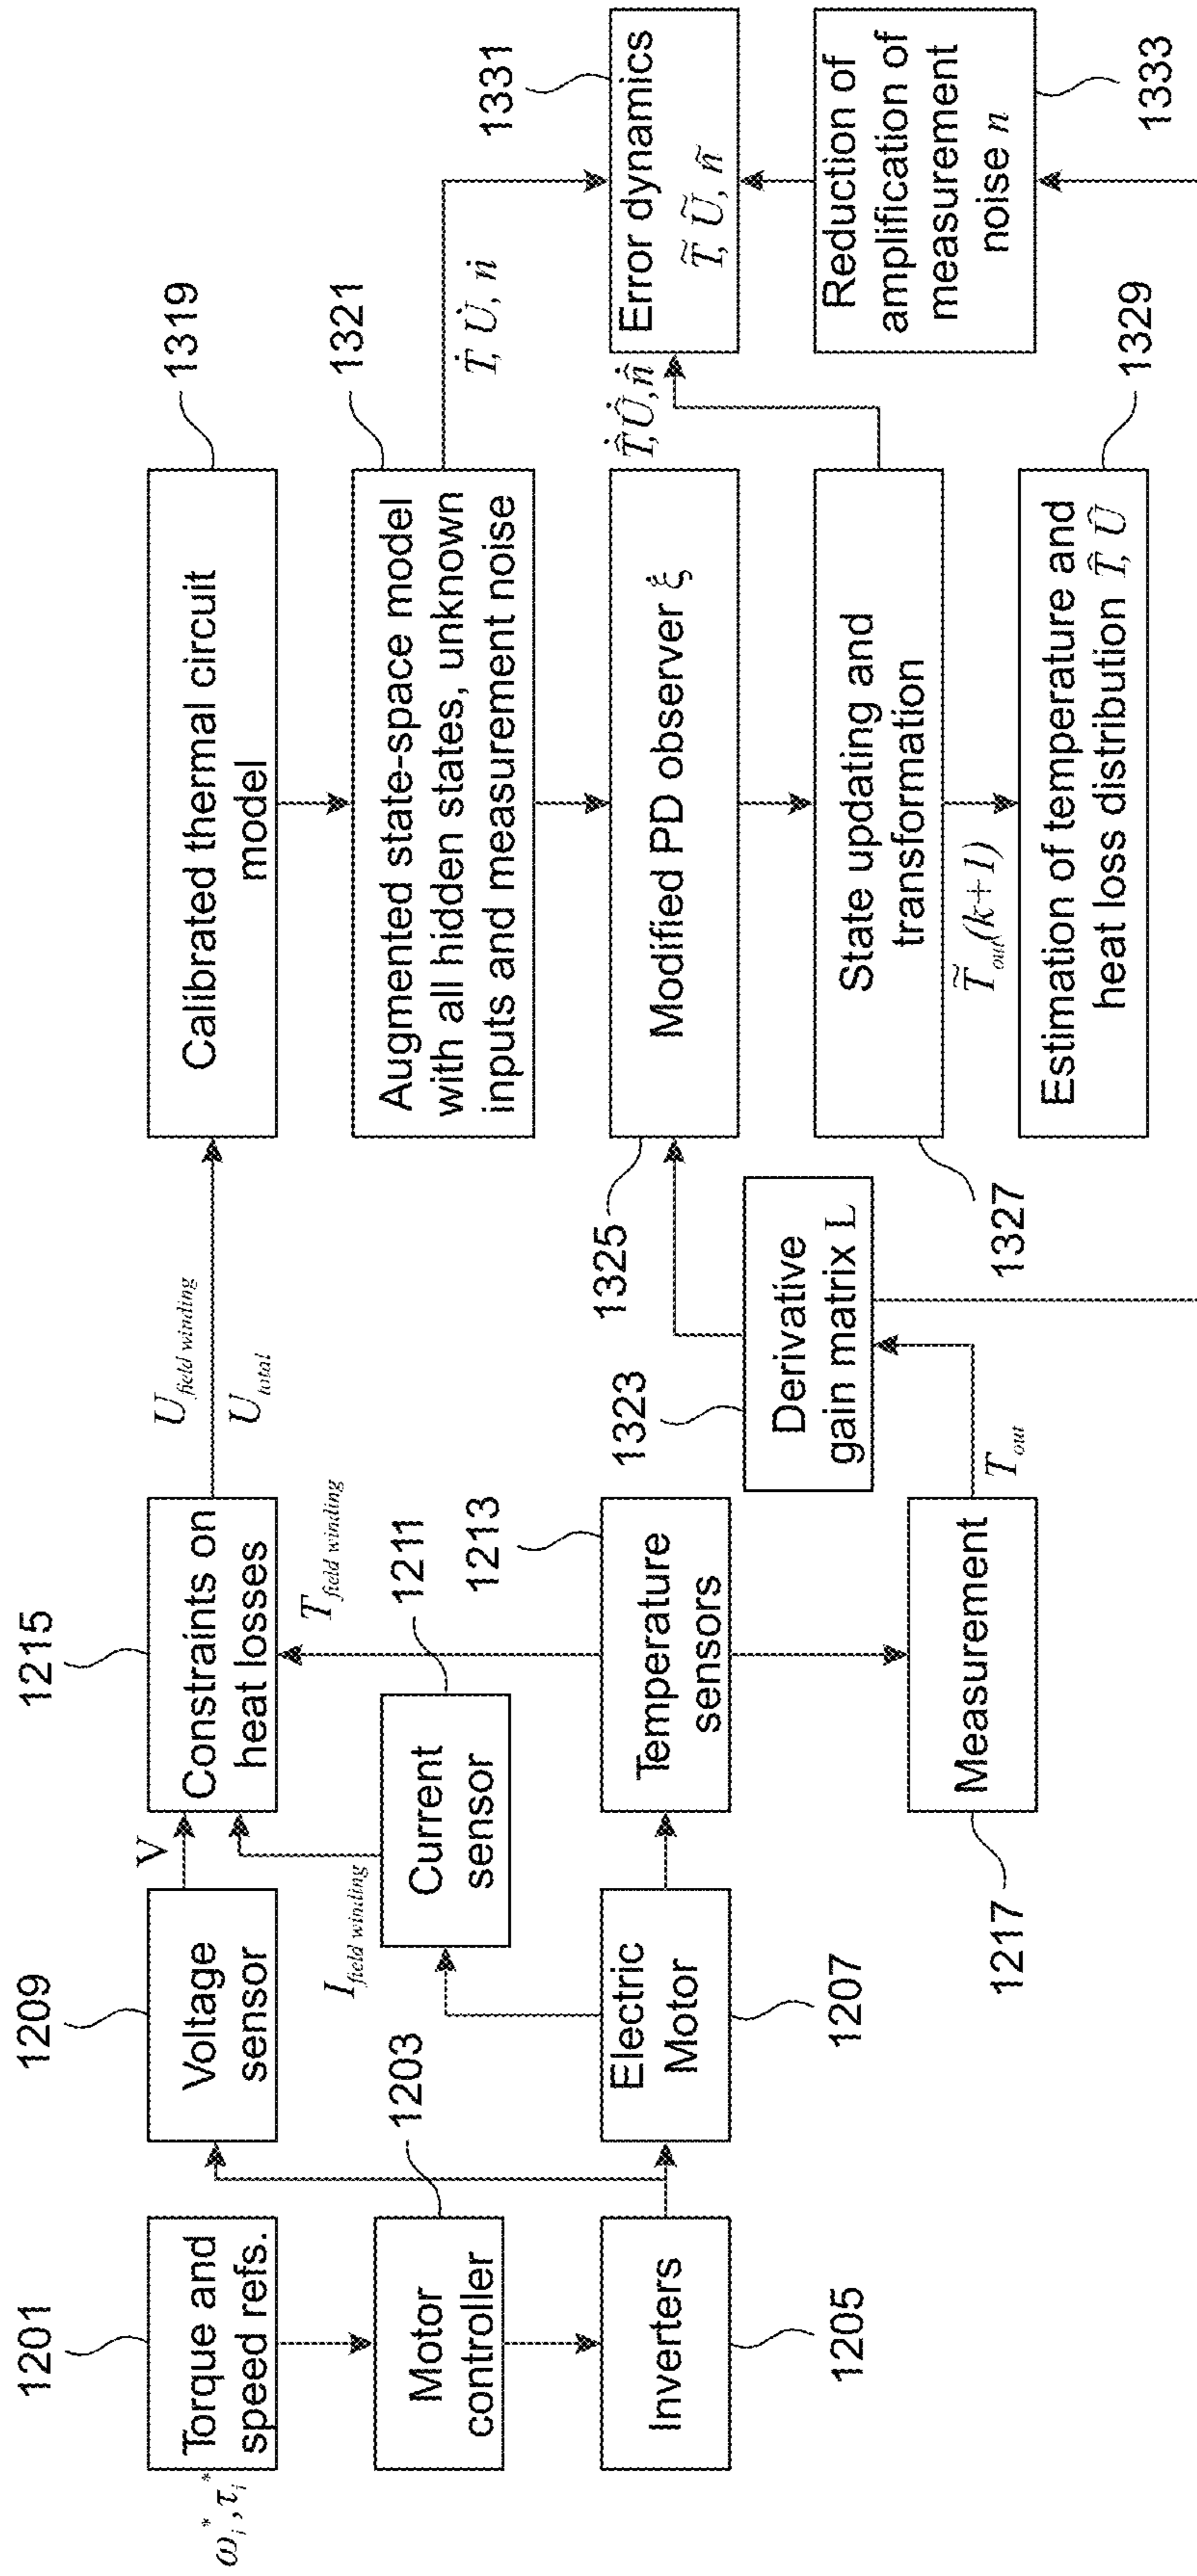 ω_i^*, τ_i^*
Torque and
speed refs.
1201
Motor
controller
1203
Inverters
1205
Voltage
sensor
1209
V
Electric
Motor
1207
I_field winding
Current
sensor
1211
Constraints on
heat losses
1215
T_field winding
Temperature
sensors
1213
Measurement
1217
U_field winding
U_total
T_out
Derivative
gain matrix L
1323
Calibrated thermal circuit
model
1319
Augmented state-space model
with all hidden states, unknown
inputs and measurement noise
1321
Modified PD observer ξ̇
1325
State updating and
transformation
1327
T̃_out(k+1)
Estimation of temperature and
heat loss distribution T̂, Û
1329
Ṫ, U̇, ṅ
T̂̇, Û̇, n̂̇
Error dynamics
T̃, Ũ, ñ
1331
Reduction of
amplification of
measurement
noise n
1333